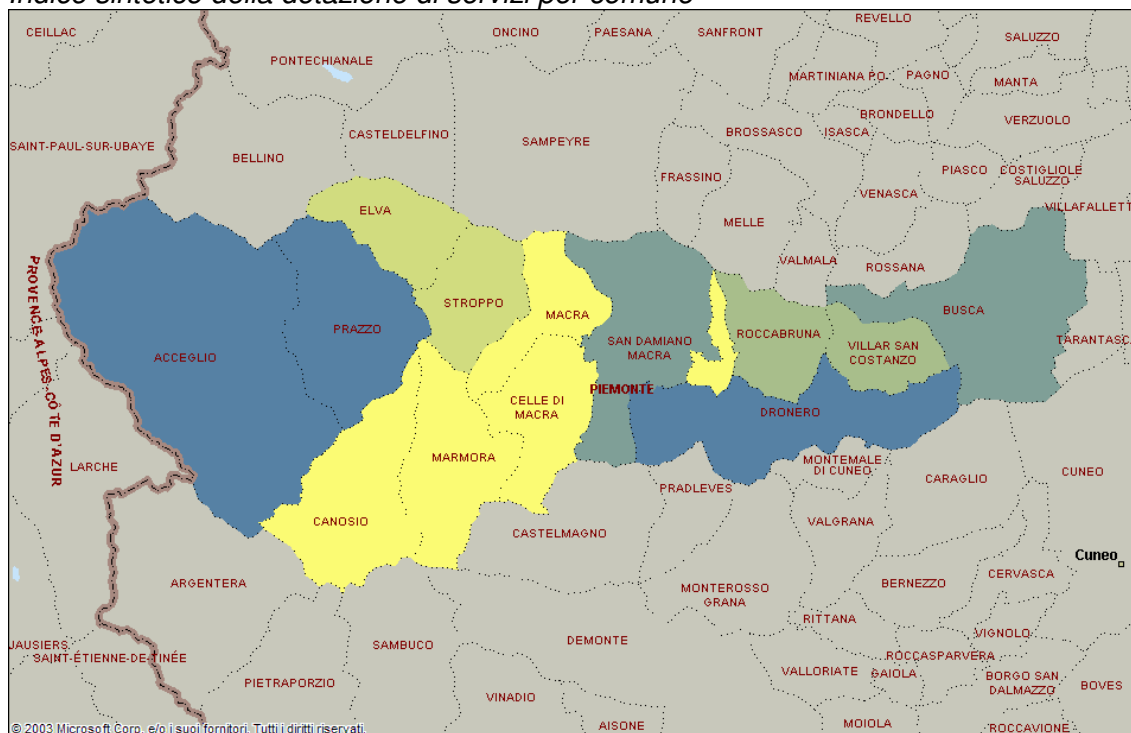 Indice sintetico della dotazione di servizi per comune
CEILLAC
ONCINO
PAESANA
SANFRONT
REVELLO
SALUZZO
PONTECHIANALE
MARTINIANA PO
PAGNO
MANTA
BRONDELLO
VERZUOLO
CASTELDELFINO
SAMPEYRE
BROSSASCO
ISASCA
SAINT-PAUL-SUR-UBAYE
BELLINO
FRASSINO
PIASCO
COSTIGLIOLE
SALUZZO
VENASCA
ELVA
MELLE
VILLAFALLETT
VALMALA
ROSSANA
PROVENCE-ALPES-CÔTE D'AZUR
STROPPO
MACRA
BUSCA
PRAZZO
ROCCABRUNA
SAN DAMIANO
MACRA
VILLAR SAN
COSTANZO
TARANTASC
ACCEGLIO
PIEMONTE
CELLE DI
MACRA
DRONERO
MARMORA
MONTEMALE
DI CUNEO
LARCHE
CARAGLIO
CUNEO
PRADLEVES
CANOSIO
VALGRANA
CASTELMAGNO
Cuneo
ARGENTERA
CERVASCA
BERNEZZO
MONTEROSSO
GRANA
RITTANA
VIGNOLO
JAUSIERS
SAMBUCO
DEMONTE
SAINT-ÉTIENNE-DE-TINÉE
ROCCASPARVERA
VALLORIATE
GAIOLA
BORGO SAN
DALMAZZO
BOVES
PIETRAPORZIO
VINADIO
AISONE
MOIOLA
ROCCAVIONE
© 2003 Microsoft Corp. e/o i suoi fornitori. Tutti i diritti riservati.